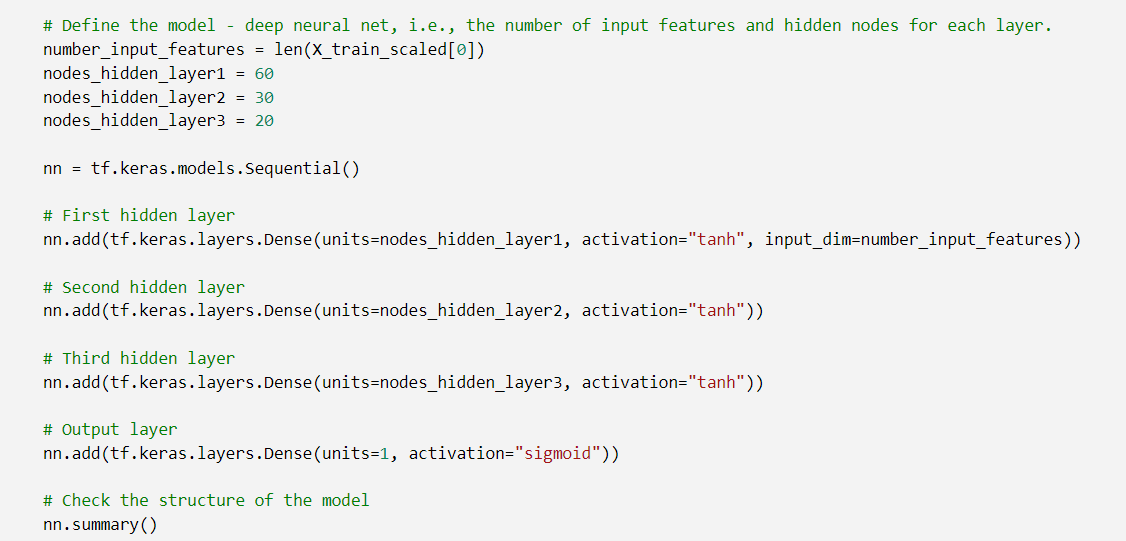 # Define the model - deep neural net, i.e., the number of input features and hidden nodes for each layer.
number_input_features = len(X_train_scaled[0])
nodes_hidden_layer1 = 60
nodes_hidden_layer2 = 30
nodes_hidden_layer3 = 20
nn = tf.keras.models.Sequential()
# First hidden layer
nn.add(tf.keras.layers.Dense(units=nodes_hidden_layer1, activation="tanh", input_dim=number_input_features))
# Second hidden layer
nn.add(tf.keras.layers.Dense(units=nodes_hidden_layer2, activation="tanh"))
# Third hidden layer
nn.add(tf.keras.layers.Dense(units=nodes_hidden_layer3, activation="tanh"))
# Output layer
nn.add(tf.keras.layers.Dense(units=1, activation="sigmoid"))
# Check the structure of the model
nn.summary()